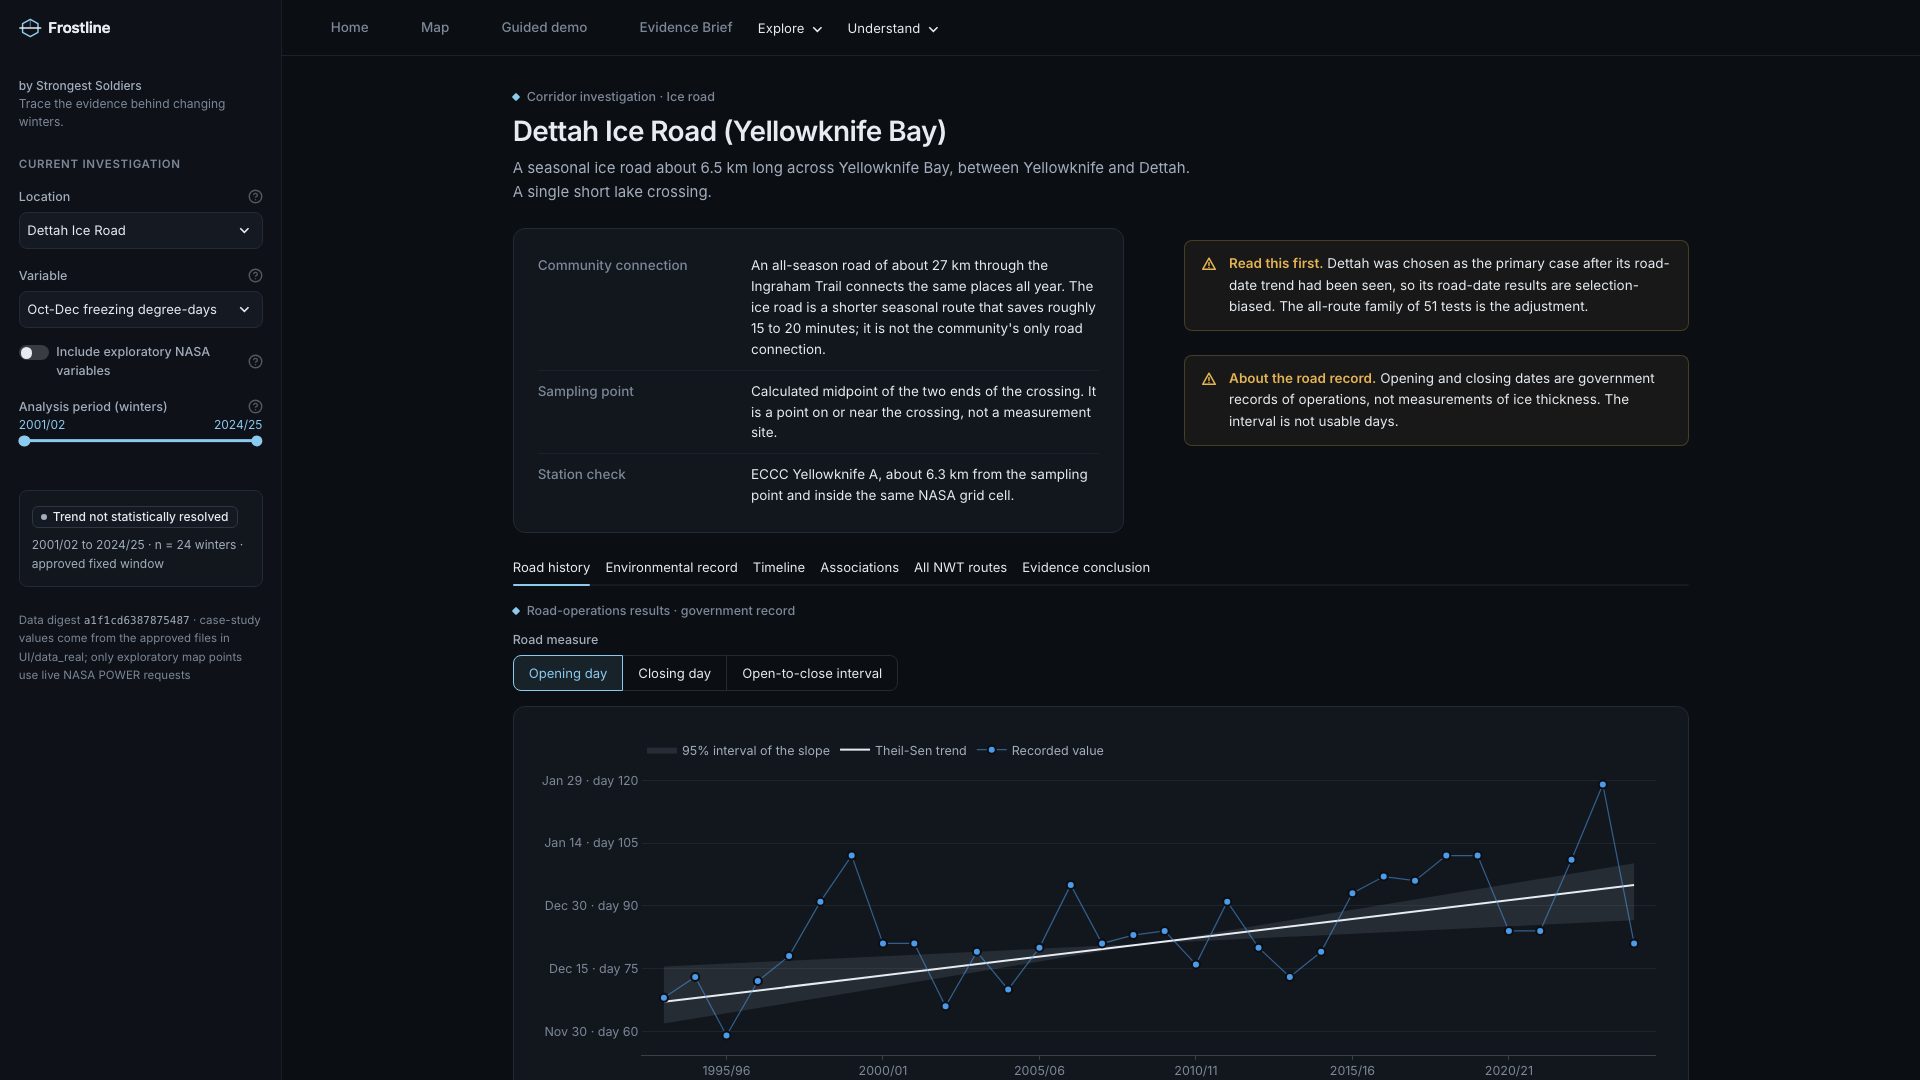 Frostline
by Strongest Soldiers
Trace the evidence behind changing
winters.
CURRENT INVESTIGATION
Location
Dettah Ice Road
Variable
Oct-Dec freezing degree-days
Include exploratory NASA
variables
Analysis period (winters)
2001/02 2024/25
Trend not statistically resolved
2001/02 to 2024/25 · n = 24 winters ·
approved fixed window
Data digest a1f1cd6387875487 · case-study
values come from the approved files in
UI/data_real; only exploratory map points
use live NASA POWER requests
Home Map Guided demo Evidence Brief Explore Understand
Corridor investigation · Ice road
Dettah Ice Road (Yellowknife Bay)
A seasonal ice road about 6.5 km long across Yellowknife Bay, between Yellowknife and Dettah.
A single short lake crossing.
Community connection
An all-season road of about 27 km through the
Ingraham Trail connects the same places all year. The
ice road is a shorter seasonal route that saves roughly
15 to 20 minutes; it is not the community's only road
connection.
Sampling point
Calculated midpoint of the two ends of the crossing. It
is a point on or near the crossing, not a measurement
site.
Station check
ECCC Yellowknife A, about 6.3 km from the sampling
point and inside the same NASA grid cell.
Read this first. Dettah was chosen as the primary case after its road-
date trend had been seen, so its road-date results are selection-
biased. The all-route family of 51 tests is the adjustment.
About the road record. Opening and closing dates are government
records of operations, not measurements of ice thickness. The
interval is not usable days.
Road history Environmental record Timeline Associations All NWT routes Evidence conclusion
Road-operations results · government record
Road measure
Opening day Closing day Open-to-close interval
95% interval of the slope Theil-Sen trend Recorded value
Jan 29 · day 120
Jan 14 · day 105
Dec 30 · day 90
Dec 15 · day 75
Nov 30 · day 60
1995/96 2000/01 2005/06 2010/11 2015/16 2020/21